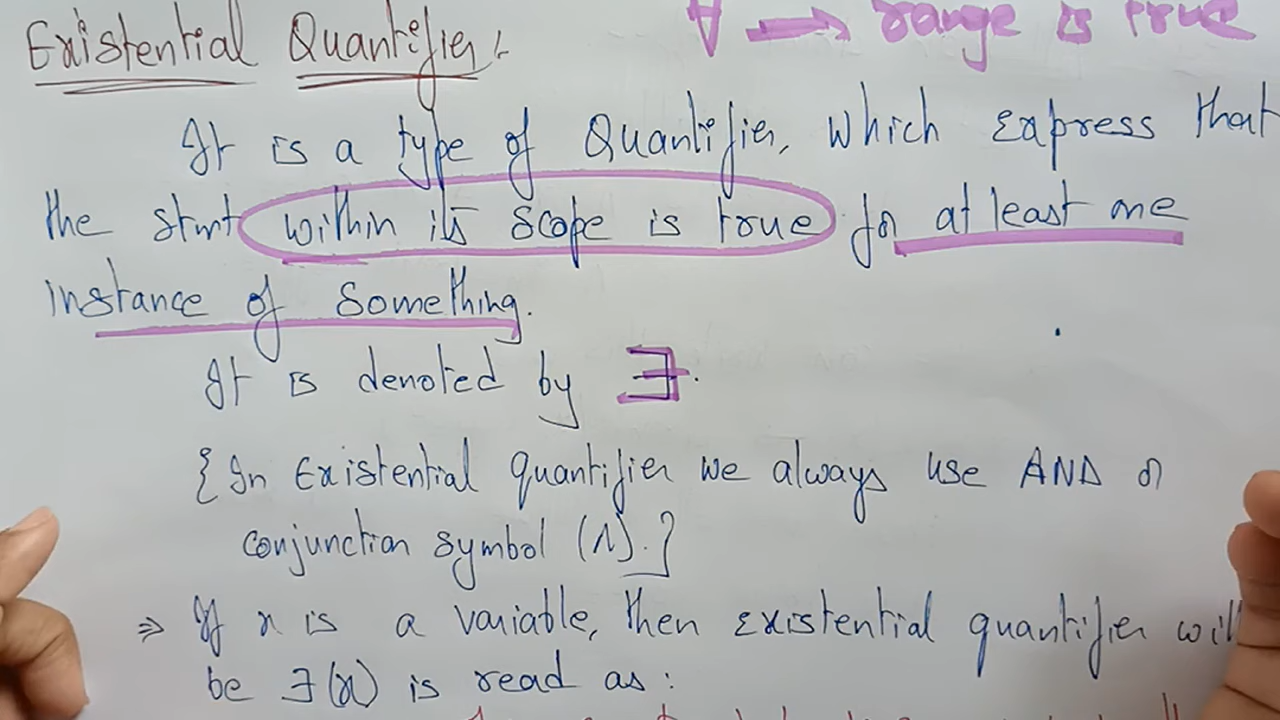 Existential Quantifier :-
∀ → range is true
It is a type of Quantifier, which express that
the stmt within its scope is true for at least one
instance of something.
It is denoted by ∃.
{In Existential quantifier we always use AND or
conjunction symbol (∧).}
⇒ If x is a variable, then existential quantifier will
be ∃(x) is read as :